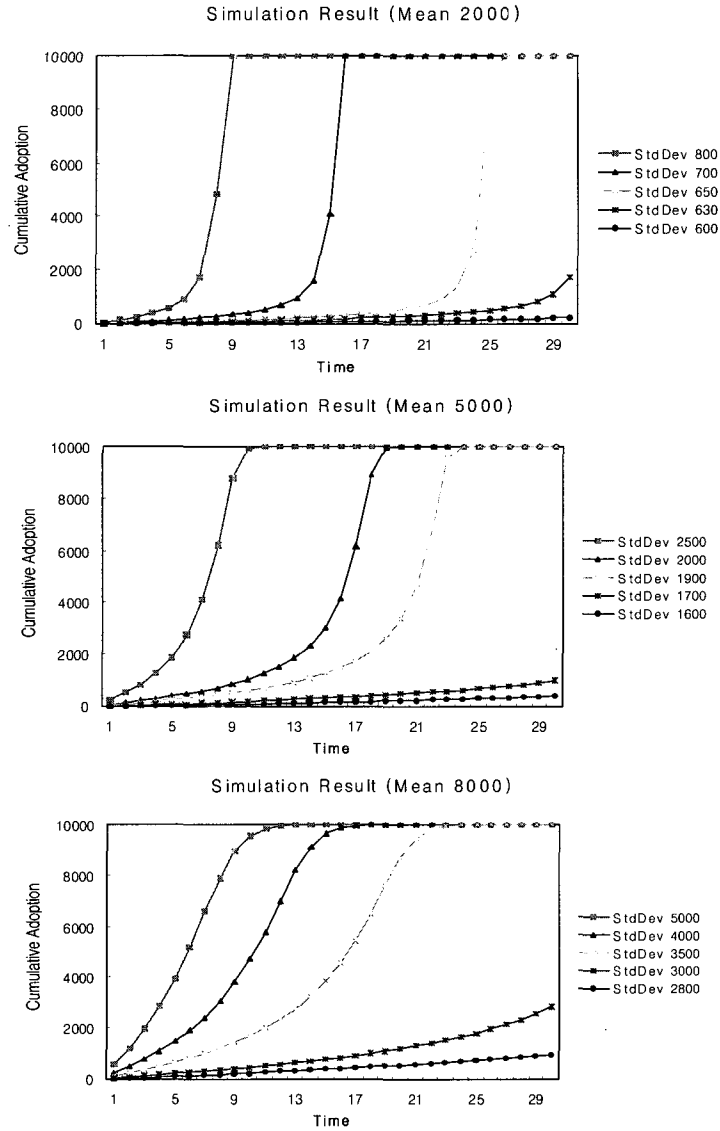 Simulation Result (Mean 2000)
10000
8000
6000
4000
2000
0
Cumulative Adoption
1 5 9 13 17 21 25 29
Time
StdDev 800
StdDev 700
StdDev 650
StdDev 630
StdDev 600
Simulation Result (Mean 5000)
10000
8000
6000
4000
2000
0
Cumulative Adoption
1 5 9 13 17 21 25 29
Time
StdDev 2500
StdDev 2000
StdDev 1900
StdDev 1700
StdDev 1600
Simulation Result (Mean 8000)
10000
8000
6000
4000
2000
0
Cumulative Adoption
1 5 9 13 17 21 25 29
Time
StdDev 5000
StdDev 4000
StdDev 3500
StdDev 3000
StdDev 2800